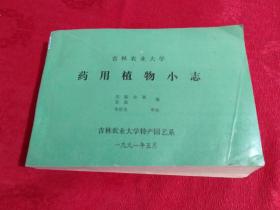 吉林农业大学
药用植物小志
编
吉林农业大学特产园艺系
一九九一年五月